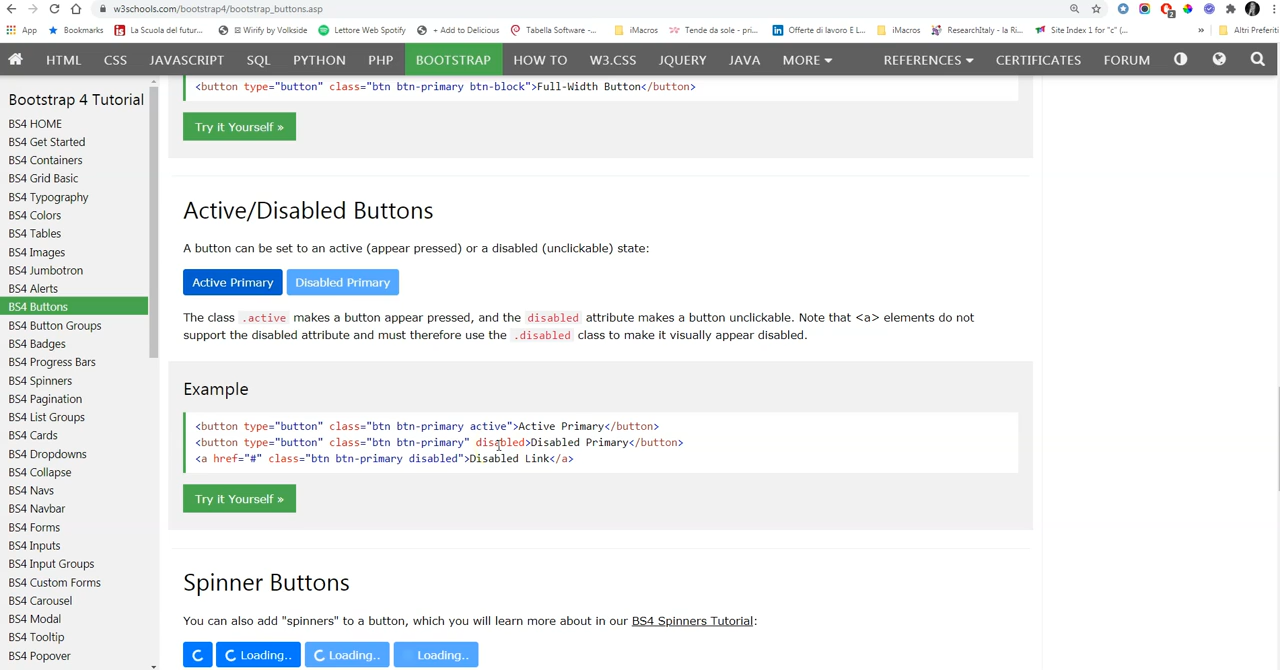 w3schools.com/bootstrap4/bootstrap_buttons.asp
App Bookmarks La Scuola del futur... Wirify by Volkside Lettore Web Spotify + Add to Delicious Tabella Software -... iMacros Tende da sole - pri... Offerte di lavoro E L... iMacros ResearchItaly - la Ri... Site Index 1 for "c" (... » Altri Preferiti
HTML CSS JAVASCRIPT SQL PYTHON PHP BOOTSTRAP HOW TO W3.CSS JQUERY JAVA MORE REFERENCES CERTIFICATES FORUM
Bootstrap 4 Tutorial
BS4 HOME
BS4 Get Started
BS4 Containers
BS4 Grid Basic
BS4 Typography
BS4 Colors
BS4 Tables
BS4 Images
BS4 Jumbotron
BS4 Alerts
BS4 Buttons
BS4 Button Groups
BS4 Badges
BS4 Progress Bars
BS4 Spinners
BS4 Pagination
BS4 List Groups
BS4 Cards
BS4 Dropdowns
BS4 Collapse
BS4 Navs
BS4 Navbar
BS4 Forms
BS4 Inputs
BS4 Input Groups
BS4 Custom Forms
BS4 Carousel
BS4 Modal
BS4 Tooltip
BS4 Popover
<button type="button" class="btn btn-primary btn-block">Full-Width Button</button>
Try it Yourself »
Active/Disabled Buttons
A button can be set to an active (appear pressed) or a disabled (unclickable) state:
Active Primary Disabled Primary
The class .active makes a button appear pressed, and the disabled attribute makes a button unclickable. Note that <a> elements do not
support the disabled attribute and must therefore use the .disabled class to make it visually appear disabled.
Example
<button type="button" class="btn btn-primary active">Active Primary</button>
<button type="button" class="btn btn-primary" disabled>Disabled Primary</button>
<a href="#" class="btn btn-primary disabled">Disabled Link</a>
Try it Yourself »
Spinner Buttons
You can also add "spinners" to a button, which you will learn more about in our BS4 Spinners Tutorial:
Loading.. Loading.. Loading..